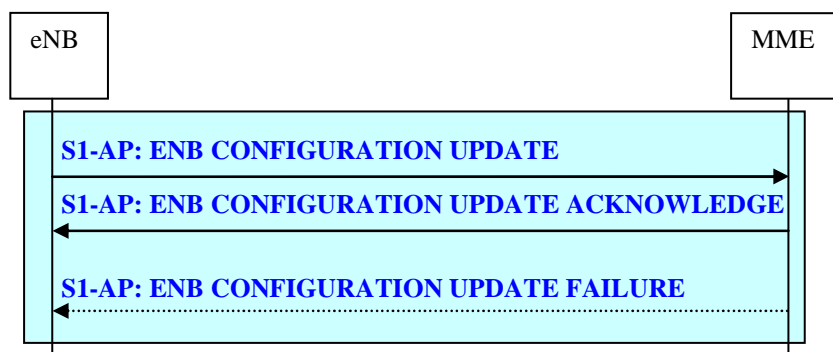 eNB
MME
S1-AP: ENB CONFIGURATION UPDATE
S1-AP: ENB CONFIGURATION UPDATE ACKNOWLEDGE
S1-AP: ENB CONFIGURATION UPDATE FAILURE